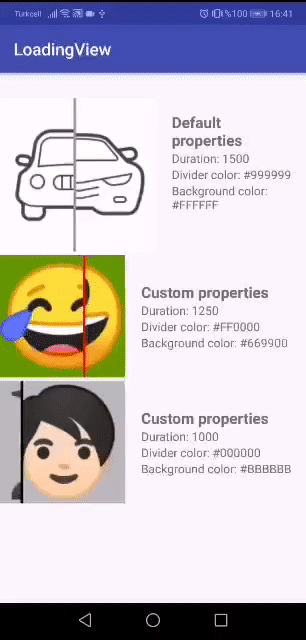 Turkcell %100 16:41
LoadingView
Default
properties
Duration: 1500
Divider color: #999999
Background color:
#FFFFFF
Custom properties
Duration: 1250
Divider color: #FF0000
Background color: #669900
Custom properties
Duration: 1000
Divider color: #000000
Background color: #BBBBBB